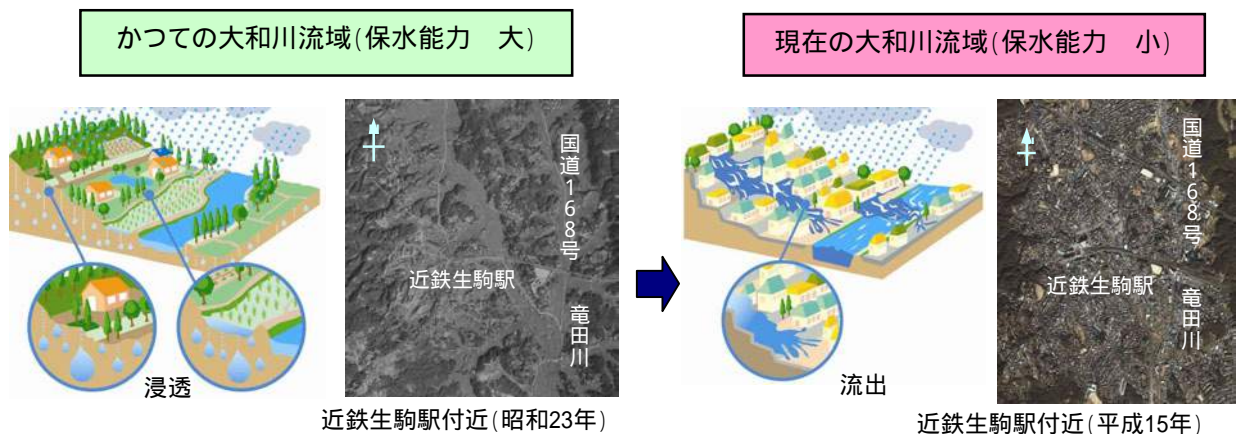 かつての大和川流域(保水能力　大)
国道168号
近鉄生駒駅
竜田川
浸透
近鉄生駒駅付近(昭和23年)
現在の大和川流域(保水能力　小)
国道168号
近鉄生駒駅
竜田川
流出
近鉄生駒駅付近(平成15年)